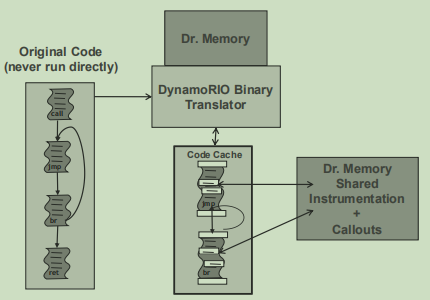 Dr. Memory
Original Code
(never run directly)
DynamoRIO Binary
Translator
call
jmp
br
ret
Code Cache
jmp
br
Dr. Memory
Shared
Instrumentation
+
Callouts